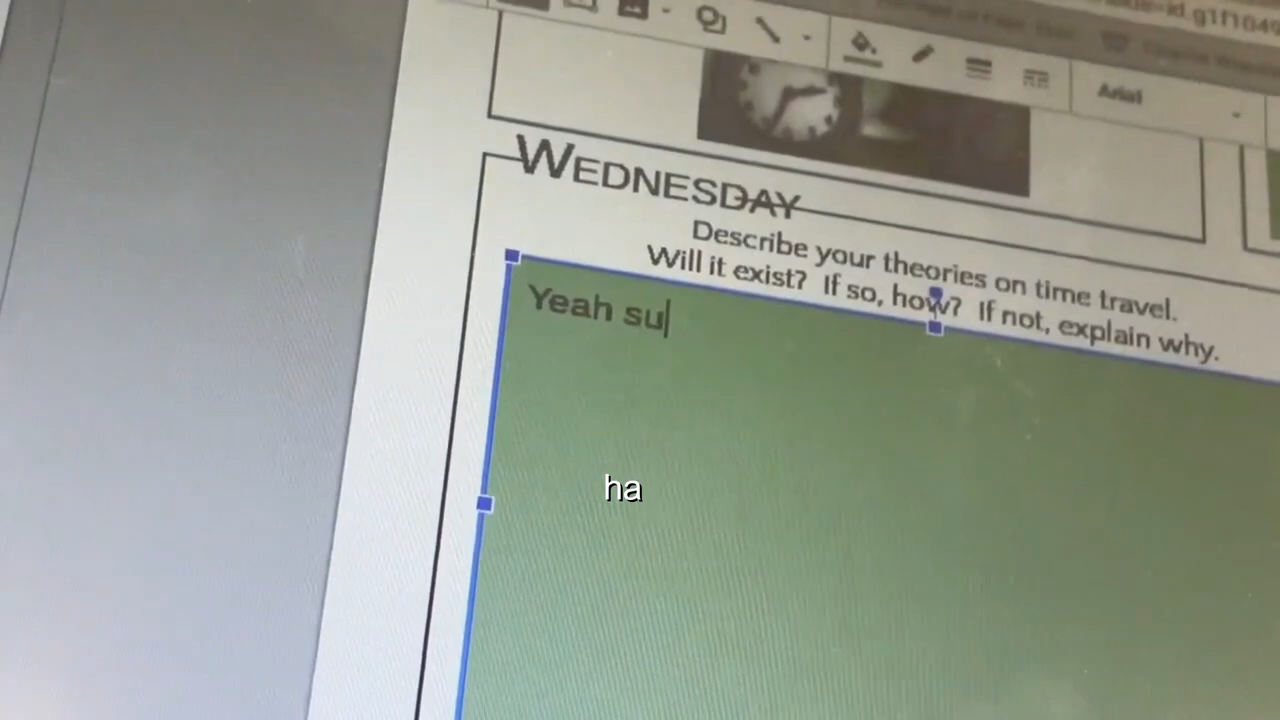 g1f1049
Arial
WEDNESDAY
Describe your theories on time travel.
Will it exist? If so, how? If not, explain why.
Yeah su
ha